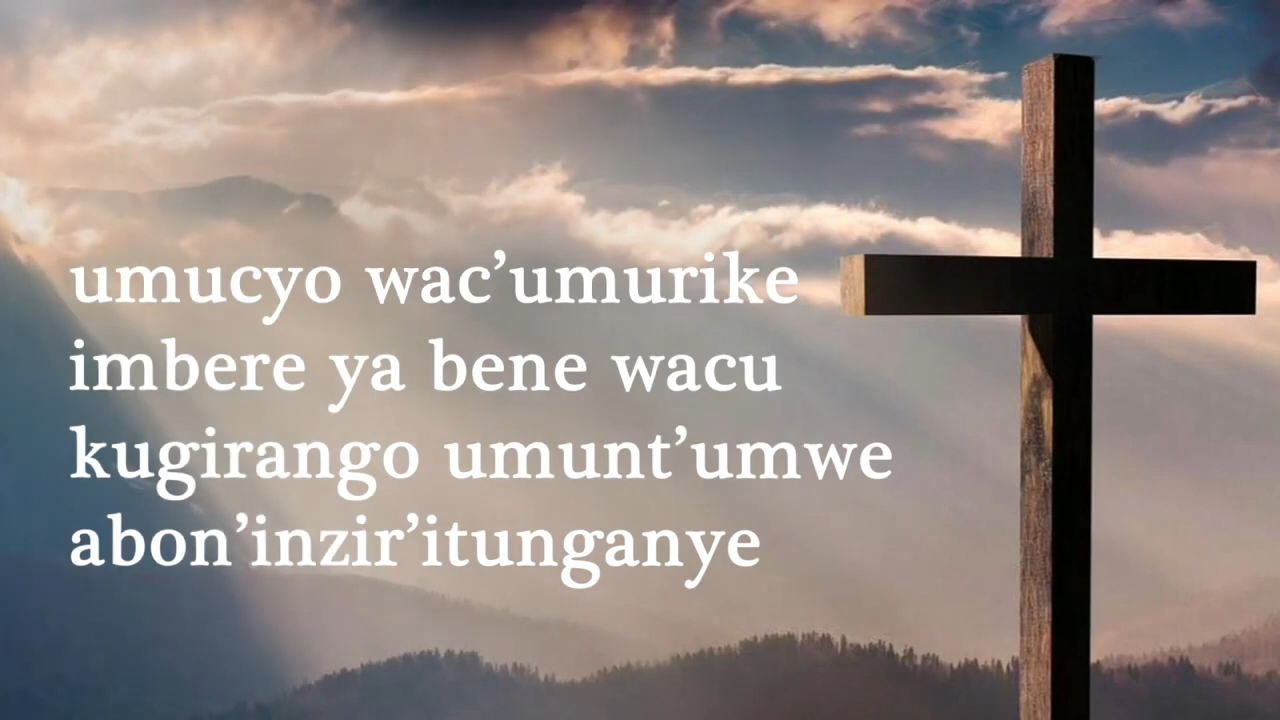 umucyo wac’umurike
imbere ya bene wacu
kugirango umunt’umwe
abon’inzir’itunganye